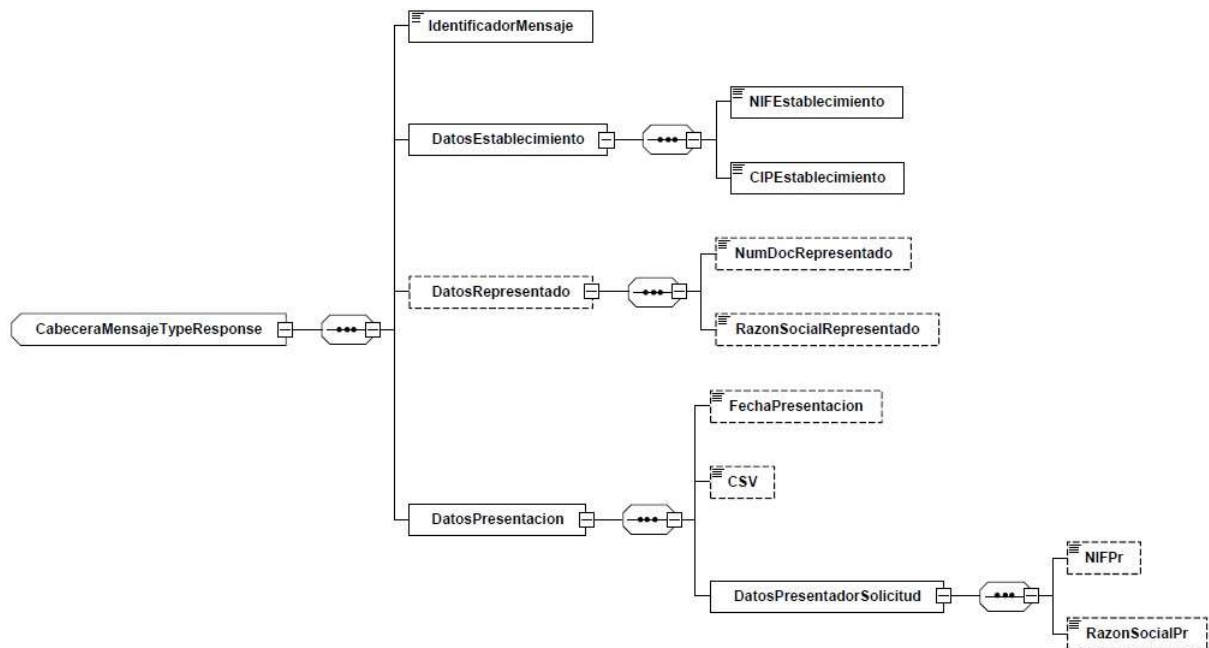 IdentificadorMensaje
NIFEstablecimiento
DatosEstablecimiento
CIPEstablecimiento
NumDocRepresentado
DatosRepresentado
RazonSocialRepresentado
CabeceraMensajeTypeResponse
FechaPresentacion
CSV
DatosPresentacion
NIFPr
DatosPresentadorSolicitud
RazonSocialPr